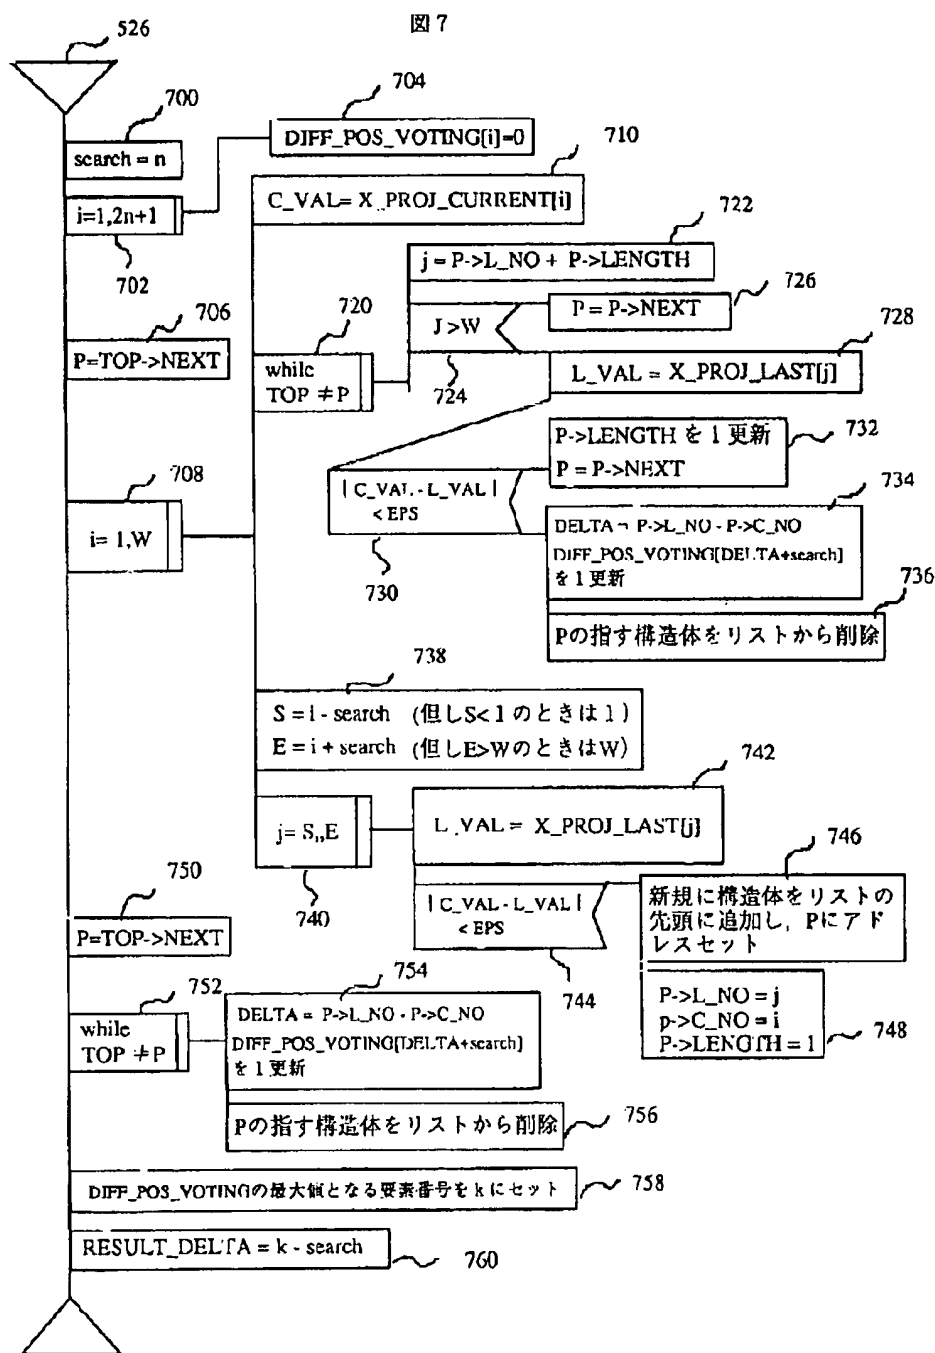 図7
526
700
search = n
704
DIFF_POS_VOTING[i]=0
i=1,2n+1
702
710
C_VAL= X_PROJ_CURRENT[i]
722
j = P->L_NO + P->LENGTH
706
P=TOP->NEXT
720
while
TOP ≠P
J >W
724
726
P = P->NEXT
728
L_VAL = X_PROJ_LAST[j]
732
P->LENGTH を 1 更新
P = P->NEXT
708
i= 1,W
| C_VAL - L_VAL |
< EPS
730
734
DELTA = P->L_NO - P->C_NO
DIFF_POS_VOTING[DELTA+search]
を 1 更新
736
Pの指す構造体をリストから削除
738
S = i - search (但しS<1のときは1)
E = i + search (但しE>WのときはW)
742
L_VAL = X_PROJ_LAST[j]
j= S,,E
740
| C_VAL - L_VAL |
< EPS
744
746
新規に構造体をリストの
先頭に追加し, Pにアド
レスセット
P->L_NO = j
p->C_NO = i
P->LENGTH = 1
748
750
P=TOP->NEXT
752
while
TOP ≠P
754
DELTA = P->L_NO - P->C_NO
DIFF_POS_VOTING[DELTA+search]
を 1 更新
Pの指す構造体をリストから削除
756
DIFF_POS_VOTINGの最大値となる要素番号を k にセット
758
RESULT_DELTA = k - search
760